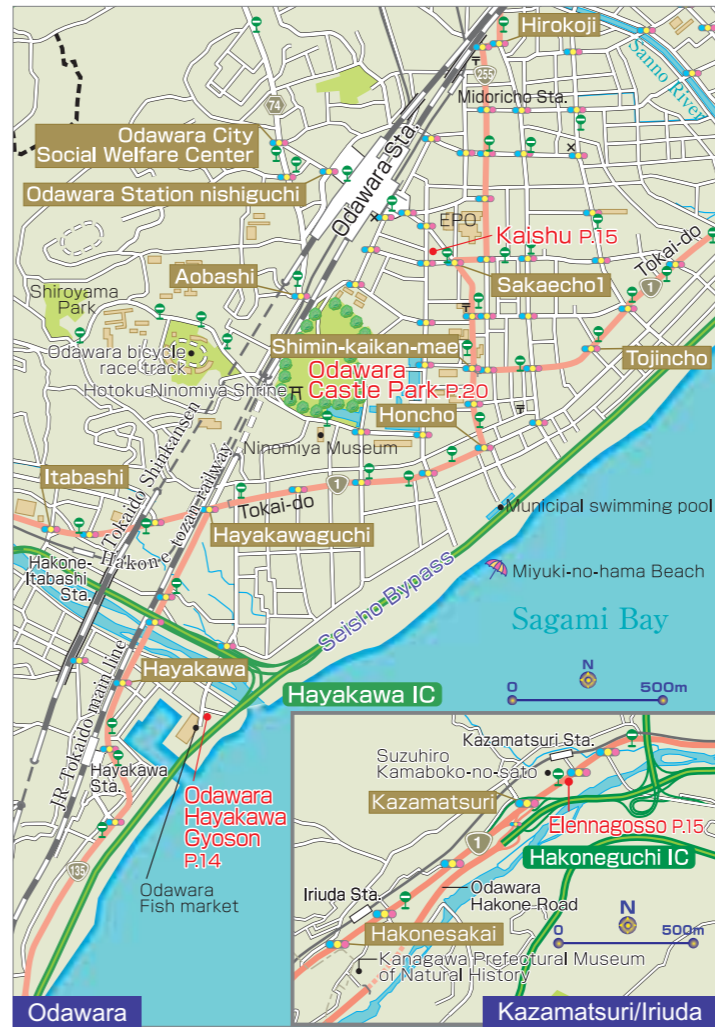 Hirokoji
255
Sanno River
74
Midoricho Sta.
Odawara City
Social Welfare Center
Odawara Sta.
Odawara Station nishiguchi
EPO
Kaishu P.15
Tokai-do
Aobashi
Sakaecho1
1
Shiroyama
Park
Shimin-kaikan-mae
Odawara bicycle
race track
Tojincho
Odawara
Castle Park P.20
Hotoku Ninomiya Shrine
Honcho
Ninomiya Museum
Itabashi
Tokaido Shinkansen
1
Tokai-do
Municipal swimming pool
Hakone tozan railway
Hayakawaguchi
Hakone-
Itabashi
Sta.
Seisho Bypass
Miyuki-no-hama Beach
Sagami Bay
Hayakawa
Hayakawa IC
N
0 500m
JR Tokaido main line
Hayakawa
Sta.
Odawara
Hayakawa
Gyoson
P.14
135
Odawara
Fish market
Kazamatsuri Sta.
Suzuhiro
Kamaboko-no-sato
Kazamatsuri
Elennagosso P.15
1
Hakoneguchi IC
Iriuda Sta.
Odawara
Hakone Road
N
0 500m
Hakonesakai
Kanagawa Prefectural Museum
of Natural History
Odawara
Kazamatsuri/Iriuda